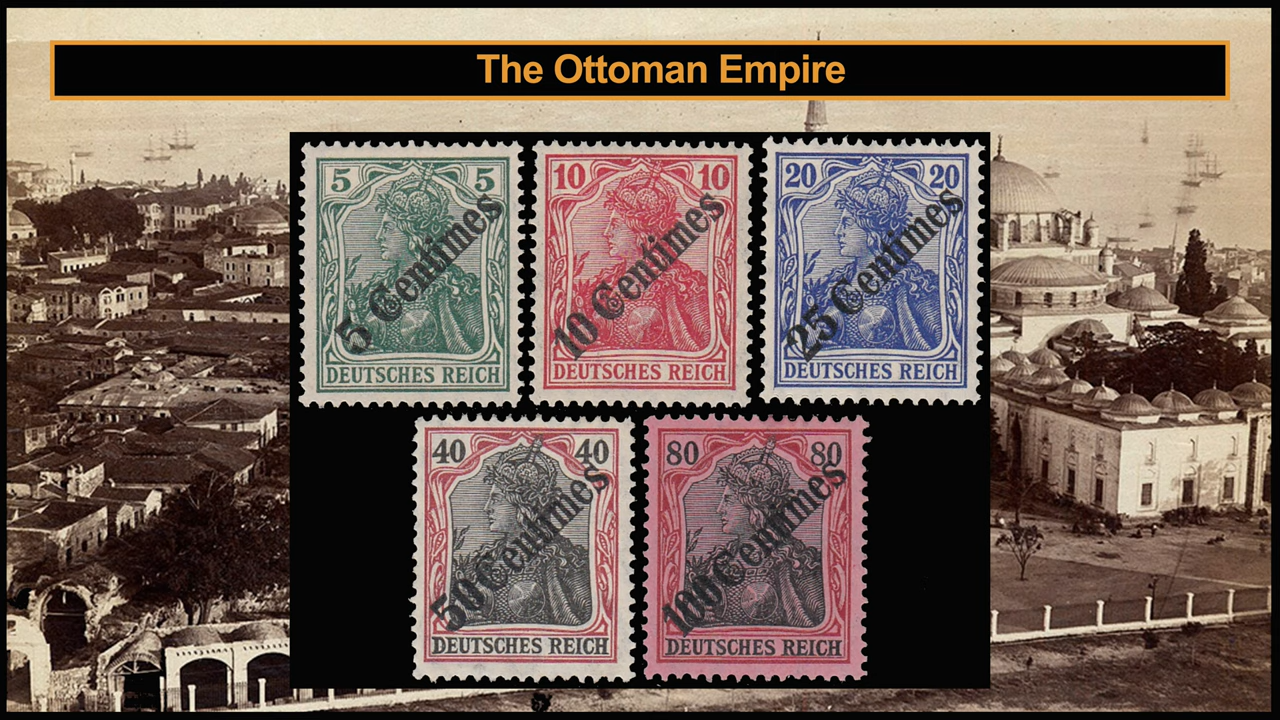 The Ottoman Empire
5 5
5 Centimes
DEUTSCHES REICH
10 10
10 Centimes
DEUTSCHES REICH
20 20
25 Centimes
DEUTSCHES REICH
40 40
50 Centimes
DEUTSCHES REICH
80 80
100 Centimes
DEUTSCHES REICH